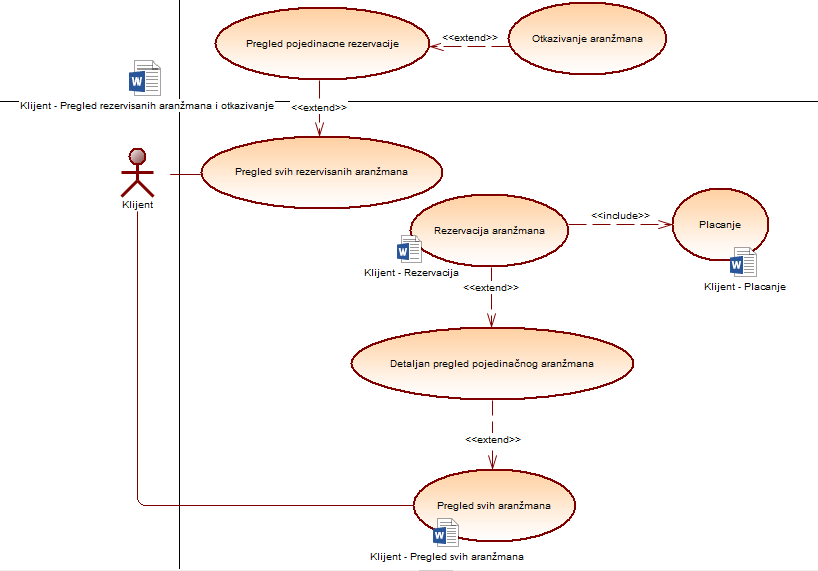 Pregled pojedinacne rezervacije
<<extend>>
Otkazivanje aranžmana
W
Klijent - Pregled rezervisanih aranžmana i otkazivanje
<<extend>>
Pregled svih rezervisanih aranžmana
Klijent
Rezervacija aranžmana
<<include>>
Placanje
W
Klijent - Rezervacija
W
Klijent - Placanje
<<extend>>
Detaljan pregled pojedinačnog aranžmana
<<extend>>
Pregled svih aranžmana
W
Klijent - Pregled svih aranžmana